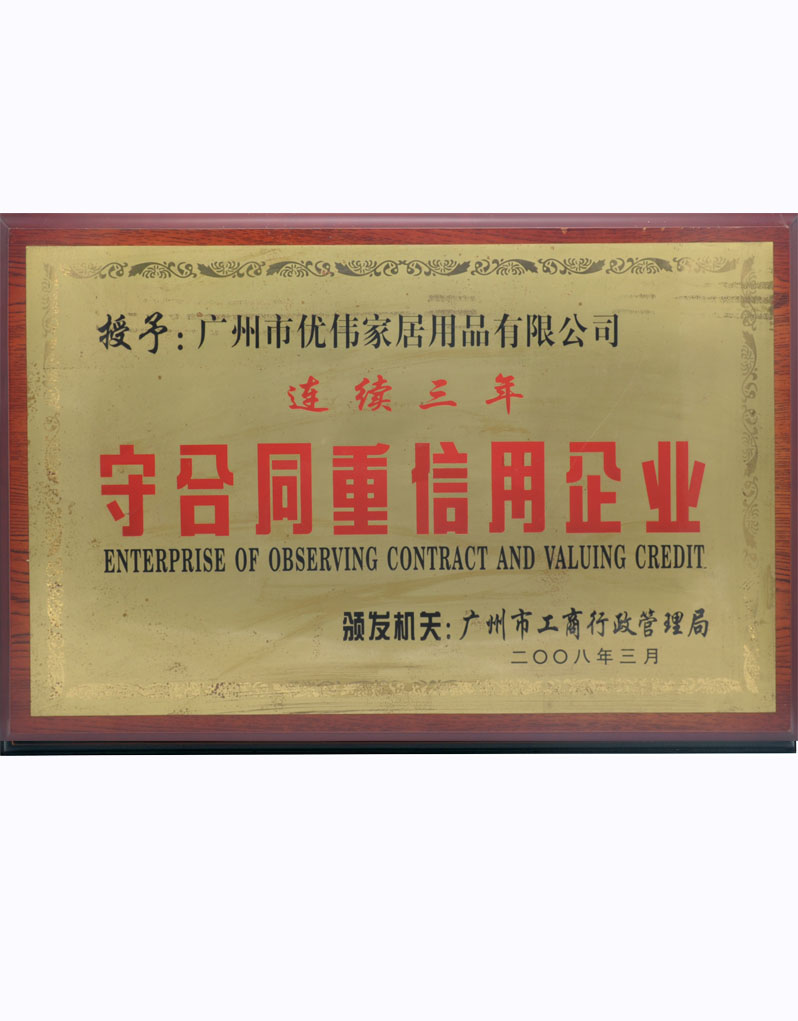 授予：广州市优伟家居用品有限公司
连续三年
守合同重信用企业
ENTERPRISE OF OBSERVING CONTRACT AND VALUING CREDIT
颁发机关：广州市工商行政管理局
二〇〇八年三月